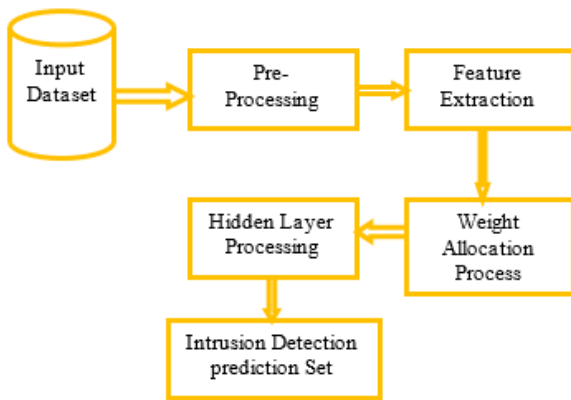 Input
Dataset
Pre-
Processing
Feature
Extraction
Hidden Layer
Processing
Weight
Allocation
Process
Intrusion Detection
prediction Set